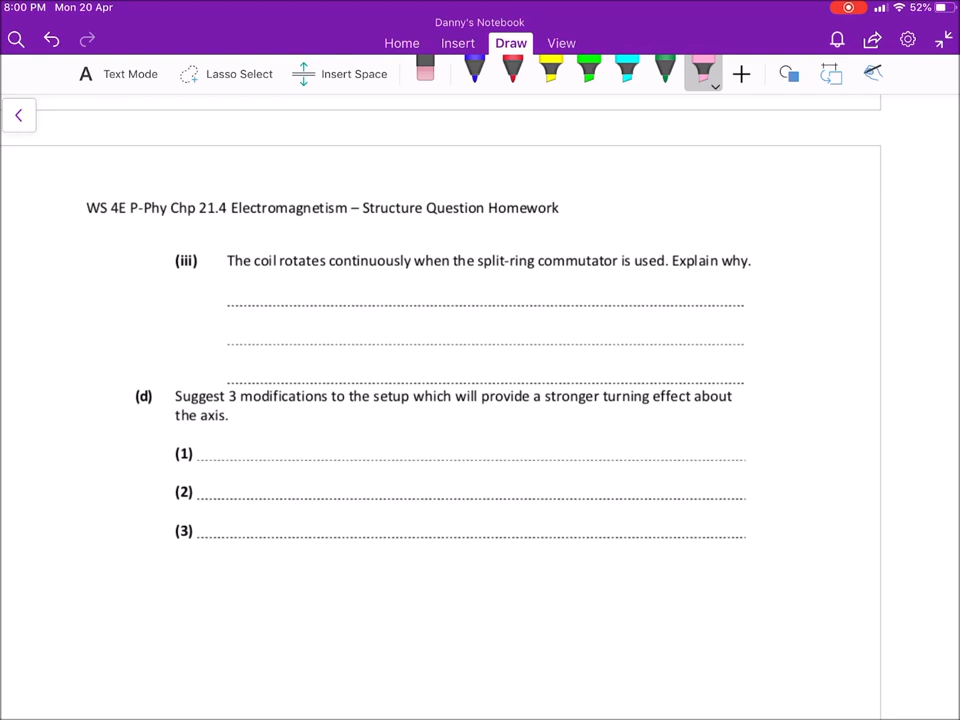 8:00 PM Mon 20 Apr
52%
Danny's Notebook
Home Insert Draw View
A Text Mode Lasso Select Insert Space
WS 4E P-Phy Chp 21.4 Electromagnetism – Structure Question Homework
(iii) The coil rotates continuously when the split-ring commutator is used. Explain why.
(d) Suggest 3 modifications to the setup which will provide a stronger turning effect about
the axis.
(1)
(2)
(3)